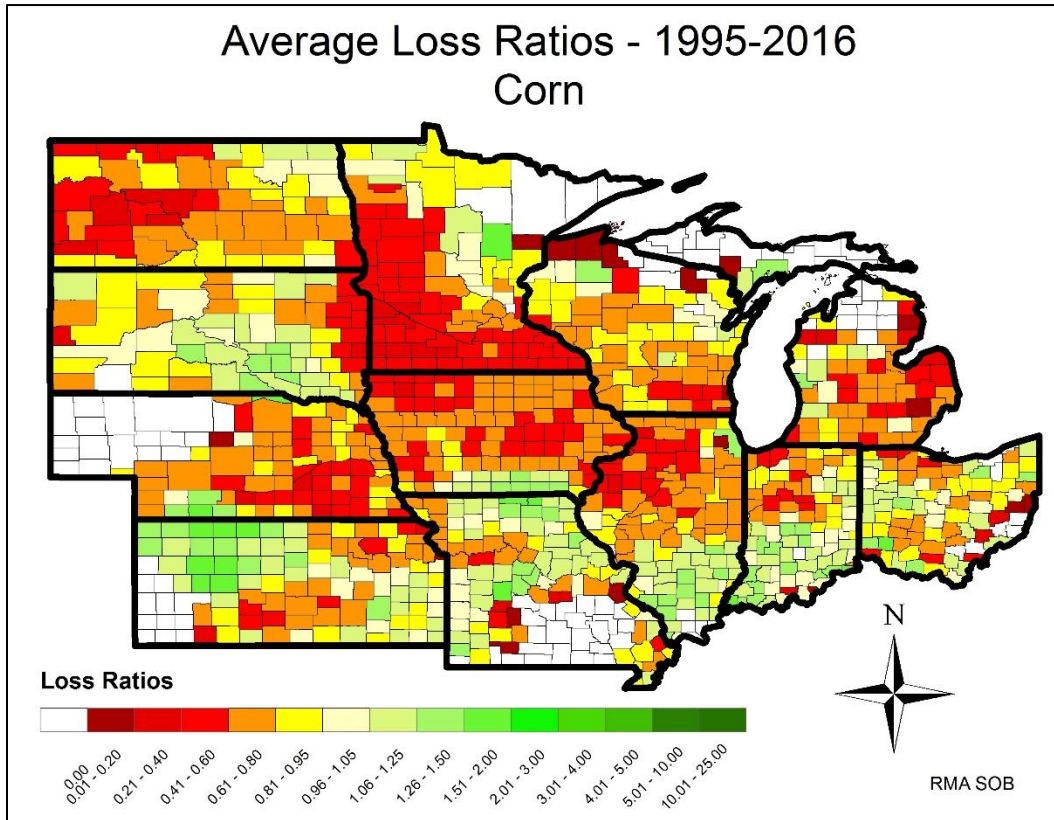 Average Loss Ratios - 1995-2016
Corn
Loss Ratios
0.00
0.01 - 0.20
0.21 - 0.40
0.41 - 0.60
0.61 - 0.80
0.81 - 0.95
0.96 - 1.05
1.06 - 1.25
1.26 - 1.50
1.51 - 2.00
2.01 - 3.00
3.01 - 4.00
4.01 - 5.00
5.01 - 10.00
10.01 - 25.00
N
RMA SOB